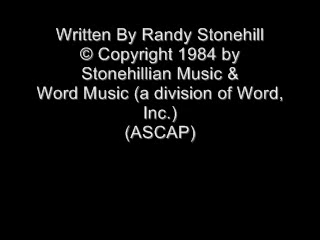 Written By Randy Stonehill
© Copyright 1984 by
Stonehillian Music &
Word Music (a division of Word,
Inc.)
(ASCAP)